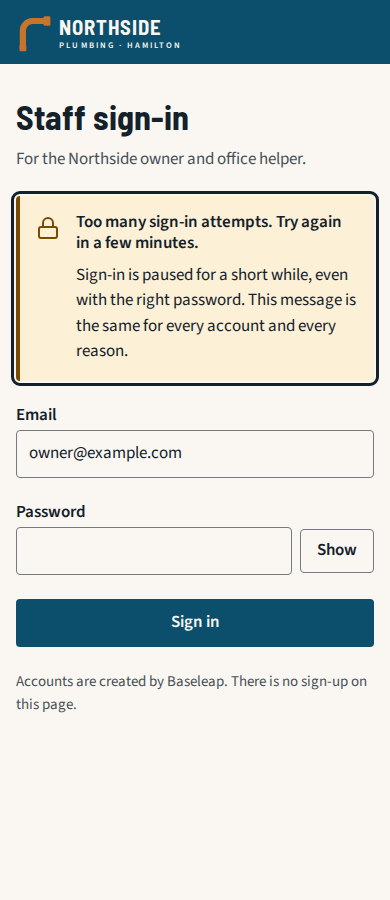 NORTHSIDE
PLUMBING · HAMILTON
Staff sign-in
For the Northside owner and office helper.
Too many sign-in attempts. Try again
in a few minutes.
Sign-in is paused for a short while, even
with the right password. This message is
the same for every account and every
reason.
Email
owner@example.com
Password
Show
Sign in
Accounts are created by Baseleap. There is no sign-up on
this page.